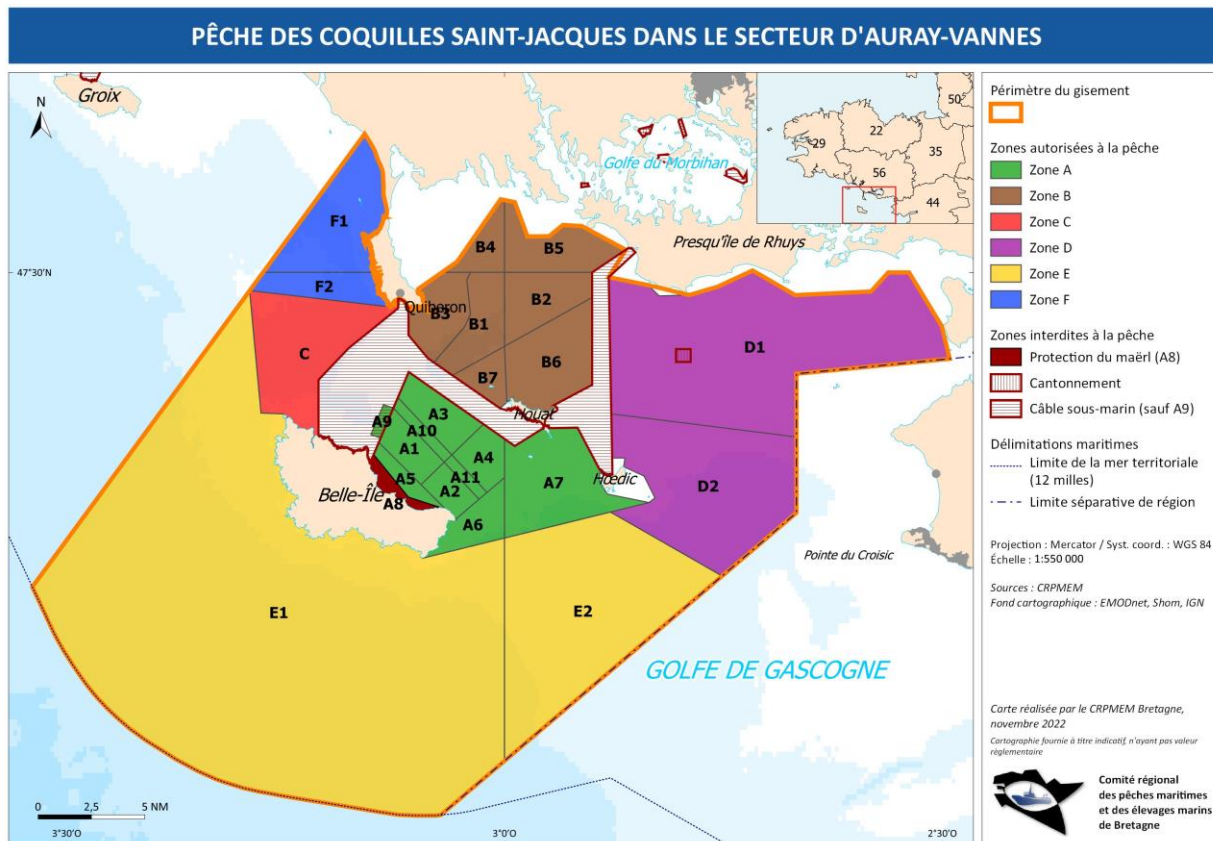 PÊCHE DES COQUILLES SAINT-JACQUES DANS LE SECTEUR D'AURAY-VANNES
Groix
N
Golfe du Morbihan
50
29
22
35
56
44
F1
B4
B5
Presqu'île de Rhuys
47°30'N
F2
Quiberon
B2
B3
B1
C
D1
B6
B7
Houat
A9
A3
A10
A1
A4
A5
A11
A2
A7
Hœdic
D2
Belle-Île
A8
A6
Pointe du Croisic
E1
E2
GOLFE DE GASCOGNE
0 2,5 5 NM
3°30'O
3°0'O
2°30'O
Périmètre du gisement
Zones autorisées à la pêche
Zone A
Zone B
Zone C
Zone D
Zone E
Zone F
Zones interdites à la pêche
Protection du maërl (A8)
Cantonnement
Câble sous-marin (sauf A9)
Délimitations maritimes
Limite de la mer territoriale
(12 milles)
Limite séparative de région
Projection : Mercator / Syst. coord. : WGS 84
Échelle : 1:550 000
Sources : CRPMEM
Fond cartographique : EMODnet, Shom, IGN
Carte réalisée par le CRPMEM Bretagne,
novembre 2022
Cartographie fournie à titre indicatif, n'ayant pas valeur
règlementaire
Comité régional
des pêches maritimes
et des élevages marins
de Bretagne